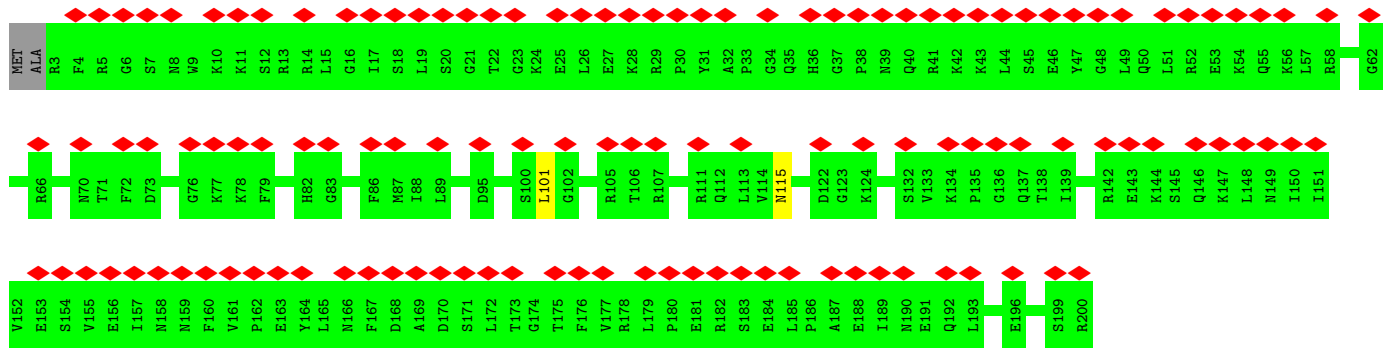 MET ALA R3 F4 R5 G6 S7 N8 W9 K10 K11 S12 R13 R14 L15 G16 I17 S18 L19 S20 G21 T22 G23 K24 E25 L26 E27 K28 R29 P30 Y31 A32 P33 G34 Q35 H36 G37 P38 N39 Q40 R41 K42 K43 L44 S45 E46 Y47 G48 L49 Q50 L51 R52 E53 K54 Q55 K56 L57 R58 G62
R66 N70 T71 F72 D73 G76 K77 K78 F79 H82 G83 F86 M87 I88 L89 D95 S100 L101 G102 R105 T106 R107 R111 Q112 L113 V114 N115 D122 G123 K124 S132 V133 K134 P135 G136 Q137 T138 I139 R142 E143 K144 S145 Q146 K147 L148 N149 I150 I151
V152 E153 S154 V155 E156 I157 N158 N159 F160 V161 P162 E163 Y164 L165 N166 F167 D168 A169 D170 S171 L172 T173 G174 T175 F176 V177 R178 L179 P180 E181 R182 S183 E184 L185 P186 A187 E188 I189 N190 E191 Q192 L193 E196 S199 R200